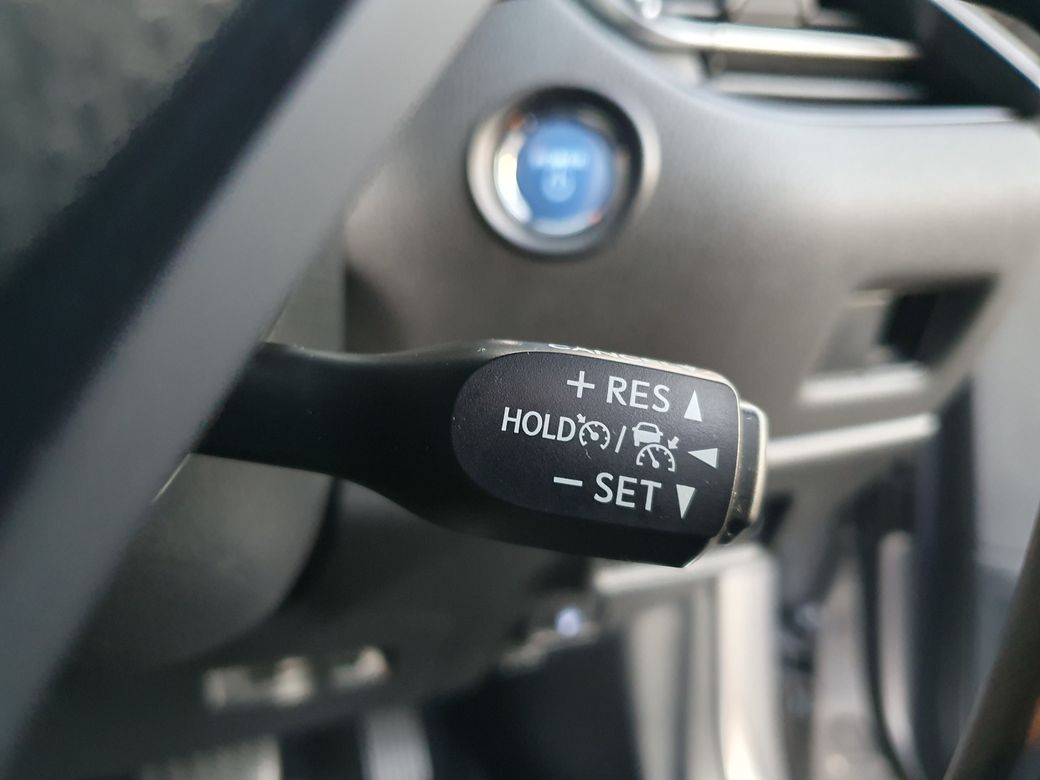 + RES
HOLD /
− SET